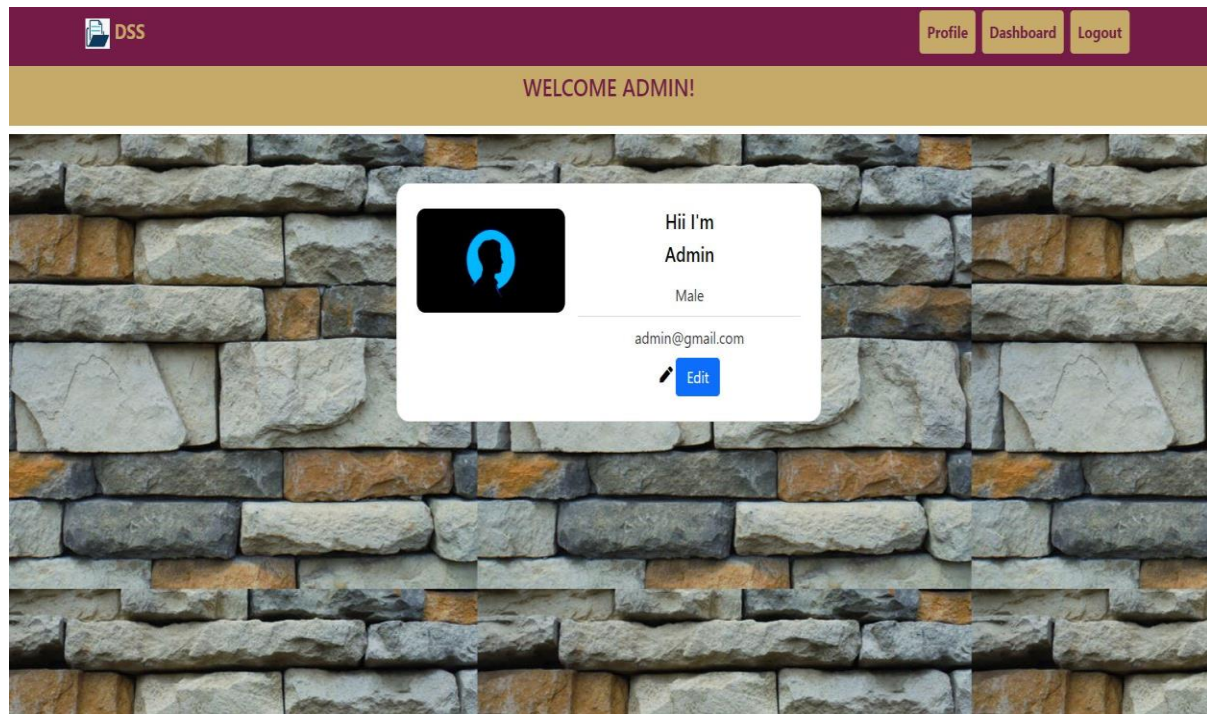 DSS
Profile Dashboard Logout
WELCOME ADMIN!
Hii I'm
Admin
Male
admin@gmail.com
Edit